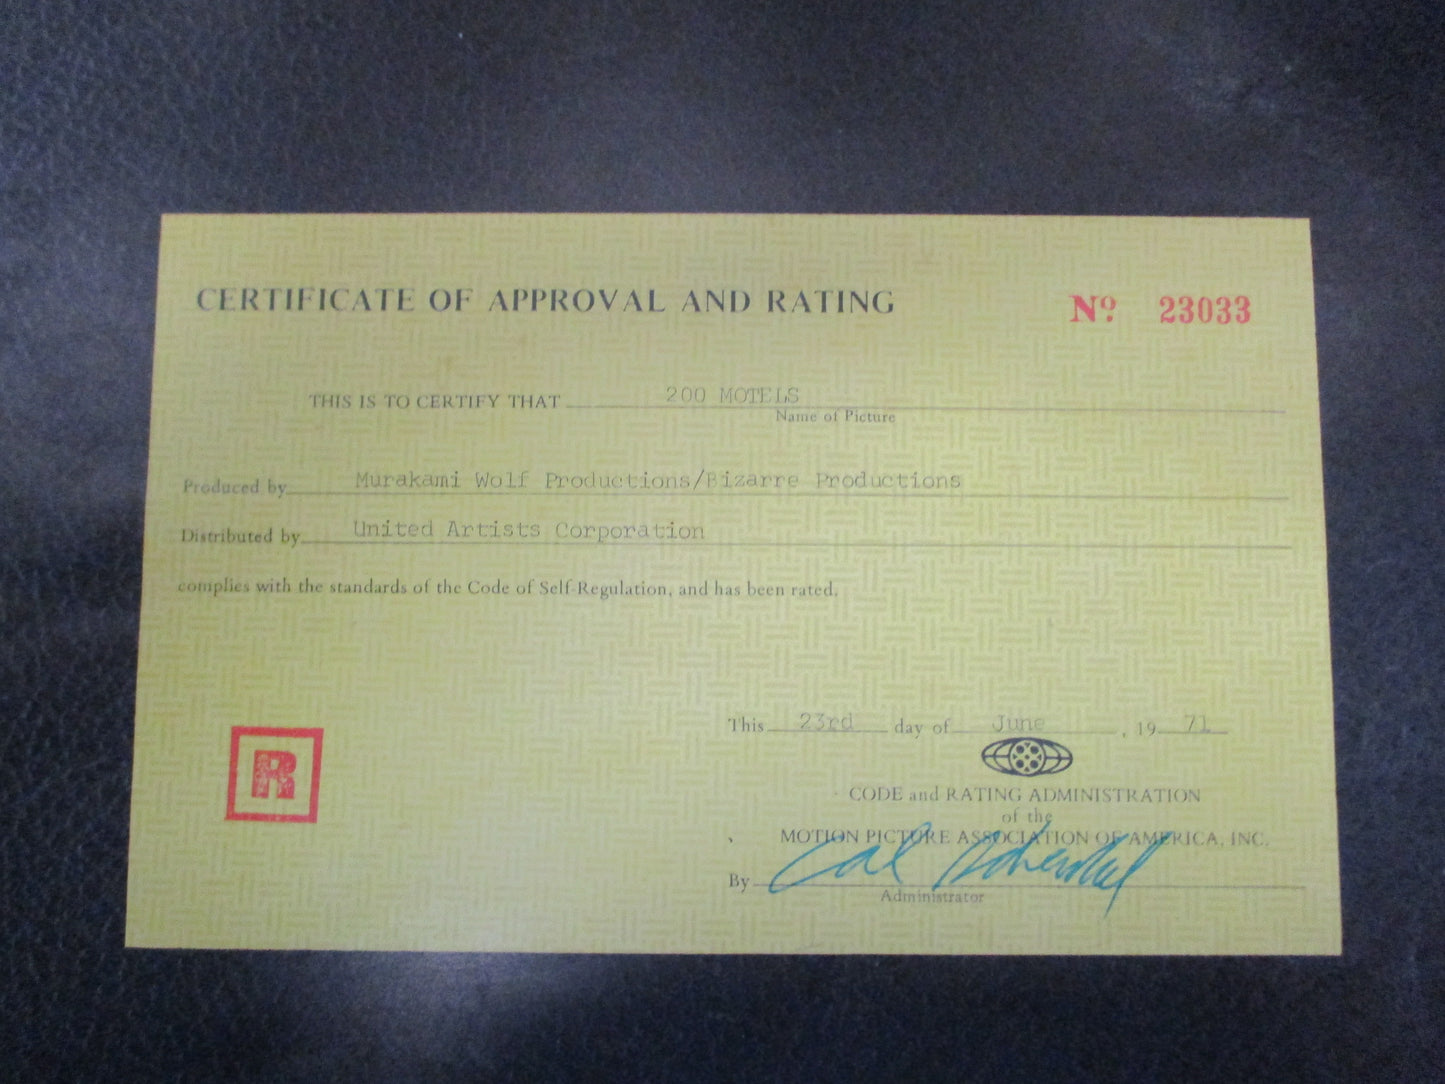 CERTIFICATE OF APPROVAL AND RATING
Nº 23033
THIS IS TO CERTIFY THAT 200 MOTELS
Name of Picture
Produced by Murakami Wolf Productions/Bizarre Productions
Distributed by United Artists Corporation
complies with the standards of the Code of Self-Regulation, and has been rated.
This 23rd day of June, 1971
R
CODE and RATING ADMINISTRATION
of the
MOTION PICTURE ASSOCIATION OF AMERICA, INC.
By Cal Schenkel
Administrator